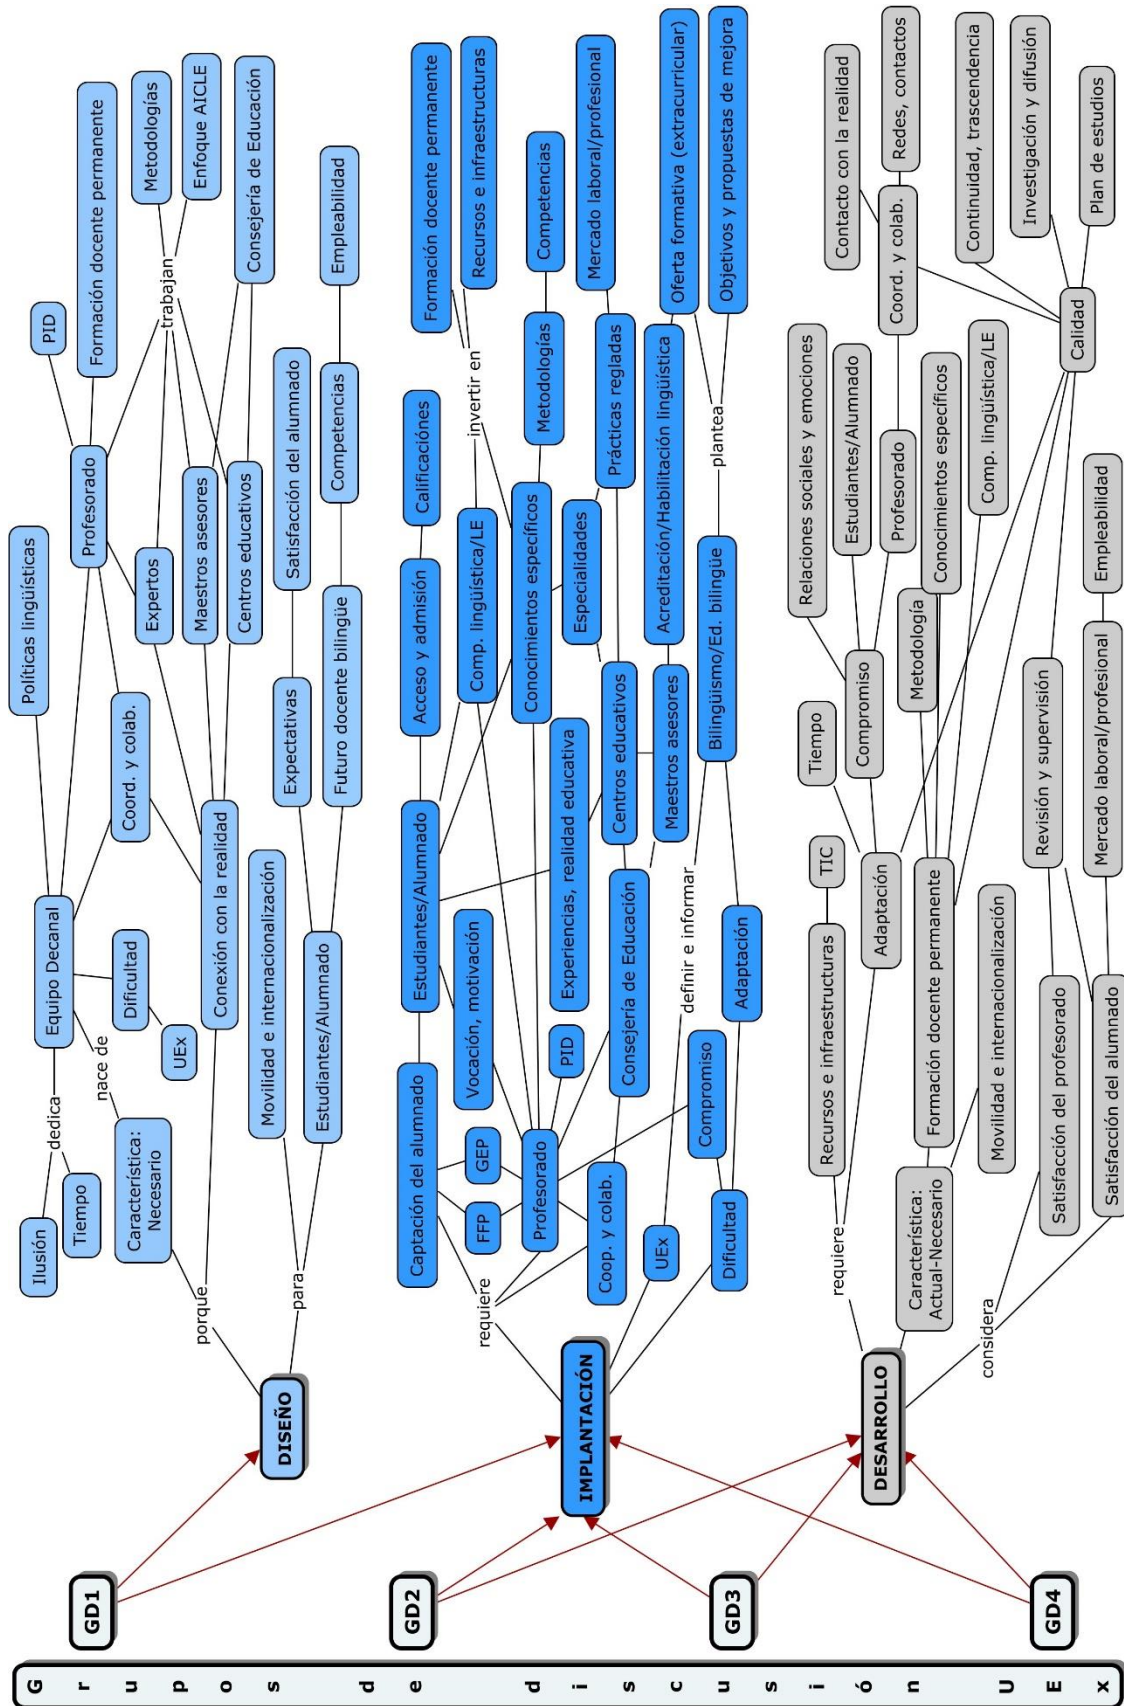 Grupos de discusión UEx
GD1
GD2
GD3
GD4
DISEÑO
porque
para
Ilusión
Tiempo
dedica
nace de
Característica:
Necesario
Equipo Decanal
Dificultad
UEx
Políticas lingüísticas
Coord. y colab.
Conexión con la realidad
Profesorado
PID
Formación docente permanente
Expertos
Maestros asesores
Centros educativos
trabajan
Metodologías
Enfoque AICLE
Consejería de Educación
Movilidad e internacionalización
Estudiantes/Alumnado
Expectativas
Satisfacción del alumnado
Futuro docente bilingüe
Competencias
Empleabilidad
IMPLANTACIÓN
requiere
Captación del alumnado
FFP
GEP
Profesorado
Coop. y colab.
UEx
Dificultad
Estudiantes/Alumnado
Vocación, motivación
PID
Experiencias, realidad educativa
Consejería de Educación
Compromiso
Adaptación
definir e informar
Acceso y admisión
Calificaciónes
Comp. lingüística/LE
Conocimientos específicos
invertir en
Formación docente permanente
Recursos e infraestructuras
Metodologías
Competencias
Especialidades
Centros educativos
Prácticas regladas
Mercado laboral/profesional
Maestros asesores
Acreditación/Habilitación lingüística
Bilingüismo/Ed. bilingüe
plantea
Oferta formativa (extracurricular)
Objetivos y propuestas de mejora
DESARROLLO
requiere
considera
Recursos e infraestructuras
TIC
Adaptación
Tiempo
Compromiso
Relaciones sociales y emociones
Estudiantes/Alumnado
Profesorado
Coord. y colab.
Redes, contactos
Contacto con la realidad
Característica:
Actual-Necesario
Formación docente permanente
Metodología
Conocimientos específicos
Comp. lingüística/LE
Movilidad e internacionalización
Calidad
Continuidad, trascendencia
Investigación y difusión
Plan de estudios
Satisfacción del profesorado
Satisfacción del alumnado
Revisión y supervisión
Mercado laboral/profesional
Empleabilidad